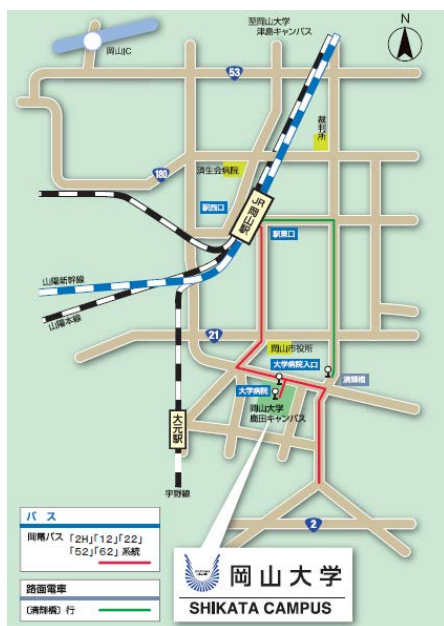 至岡山大学
津島キャンパス
N
岡山IC
53
裁判所
180
済生会病院
駅西口
JR岡山駅
駅東口
山陽新幹線
山陽本線
21
岡山市役所
大学病院入口
清輝橋
大学病院
岡山大学
鹿田キャンパス
大元駅
宇野線
2
バス
岡電バス「2H」「12」「22」
「52」「62」系統
路面電車
〔清輝橋〕行
岡山大学
SHIKATA CAMPUS